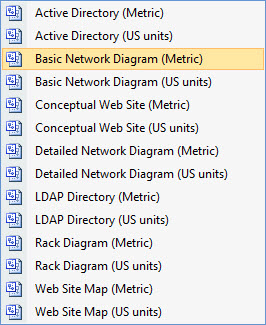 Active Directory (Metric)
Active Directory (US units)
Basic Network Diagram (Metric)
Basic Network Diagram (US units)
Conceptual Web Site (Metric)
Conceptual Web Site (US units)
Detailed Network Diagram (Metric)
Detailed Network Diagram (US units)
LDAP Directory (Metric)
LDAP Directory (US units)
Rack Diagram (Metric)
Rack Diagram (US units)
Web Site Map (Metric)
Web Site Map (US units)